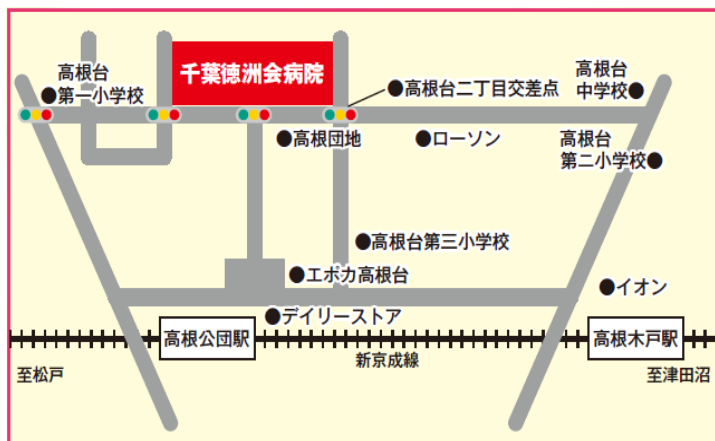 千葉徳洲会病院
高根台
●第一小学校
●高根台二丁目交差点
高根台
中学校●
●高根団地
●ローソン
高根台
第二小学校●
●高根台第三小学校
●エポカ高根台
●イオン
●デイリーストア
高根公団駅
高根木戸駅
新京成線
至松戸
至津田沼